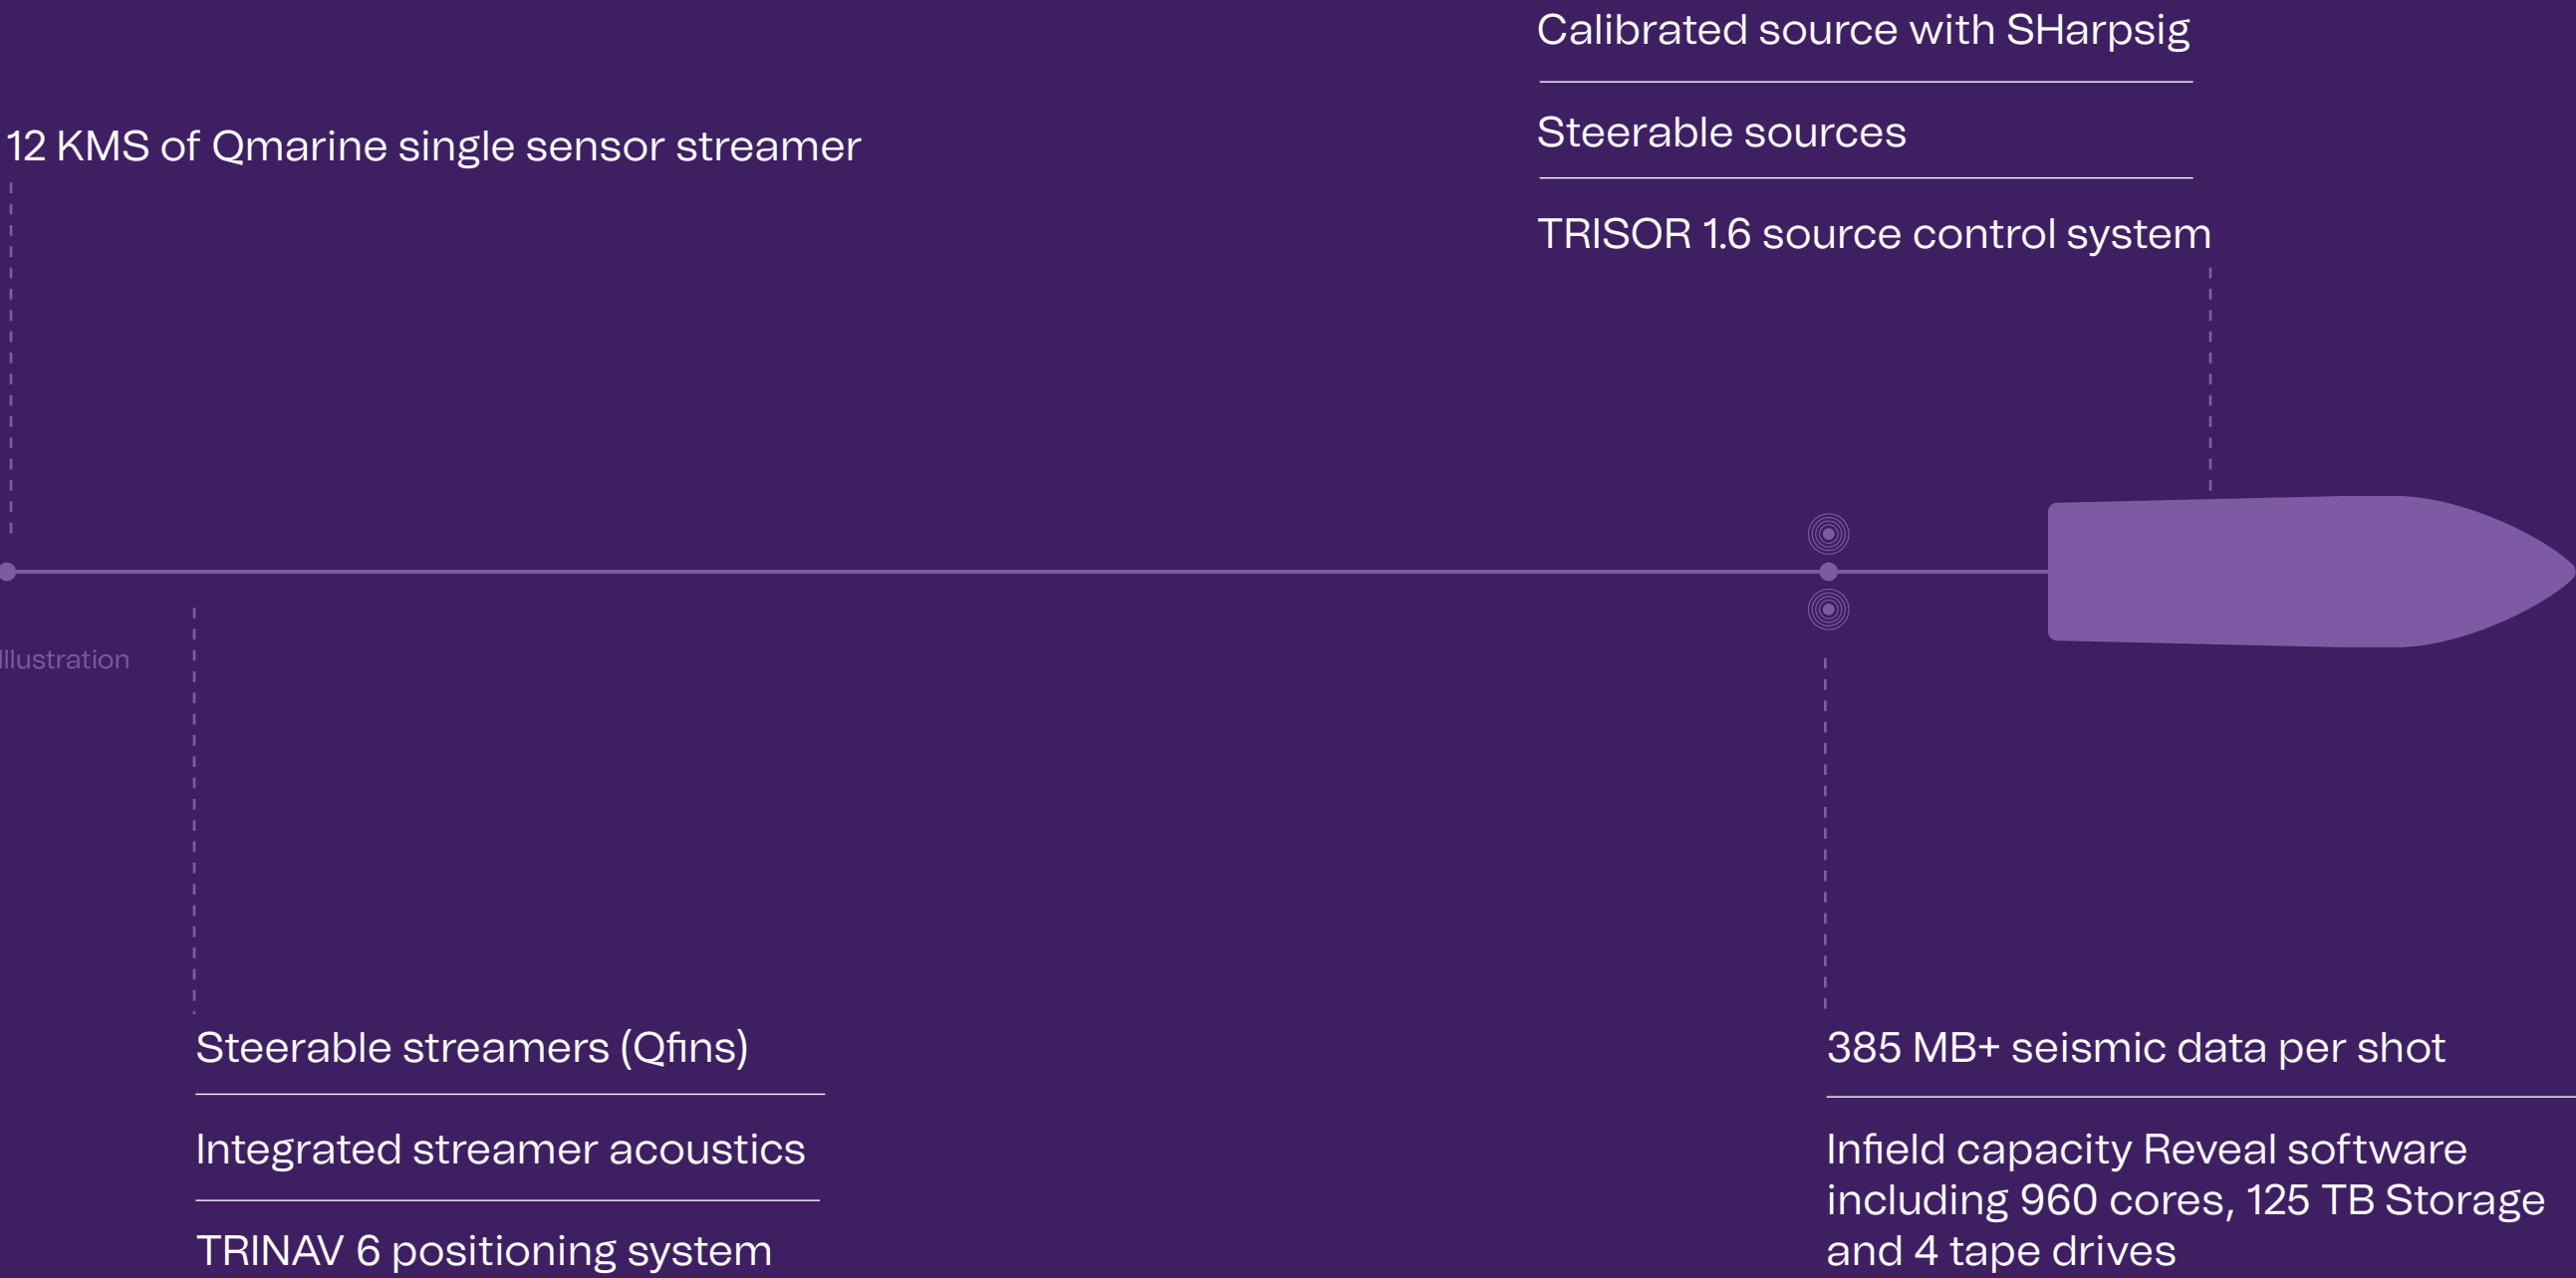 Calibrated source with SHarpsig
Steerable sources
TRISOR 1.6 source control system
12 KMS of Qmarine single sensor streamer
Illustration
Steerable streamers (Qfins)
Integrated streamer acoustics
TRINAV 6 positioning system
385 MB+ seismic data per shot
Infield capacity Reveal software
including 960 cores, 125 TB Storage
and 4 tape drives